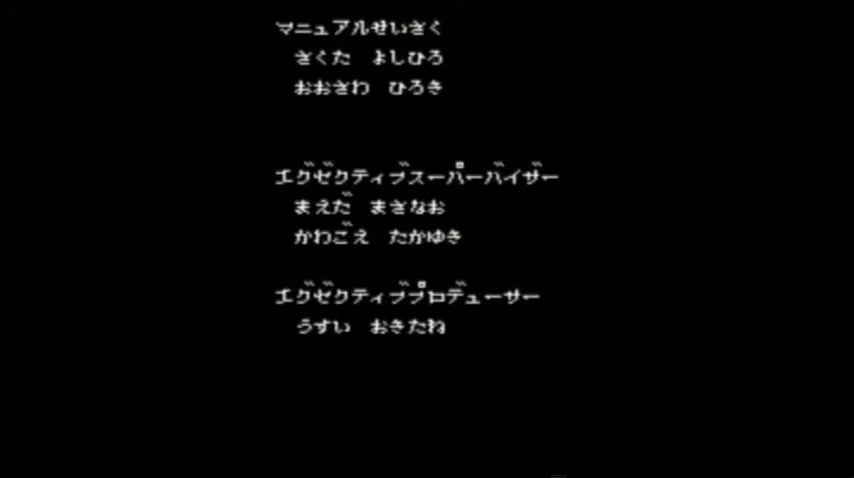 マニュアルせいさく
さくた　よしひろ
おおさわ　ひろき
エグゼクティブスーパーバイザー
まえだ　まさなお
かわごえ　たかゆき
エグゼクティブプロデューサー
うすい　おきたね